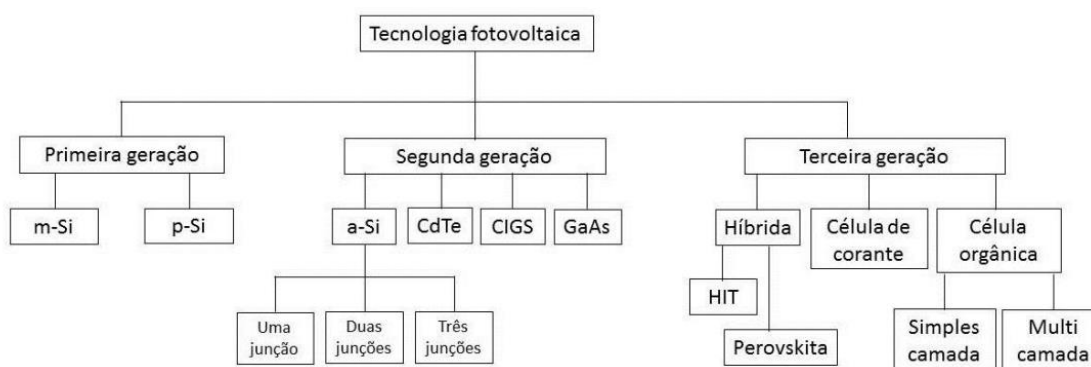 Tecnologia fotovoltaica
Primeira geração
Segunda geração
Terceira geração
m-Si
p-Si
a-Si
CdTe
CIGS
GaAs
Híbrida
Célula de
corante
Célula
orgânica
HIT
Perovskita
Uma
junção
Duas
junções
Três
junções
Simples
camada
Multi
camada